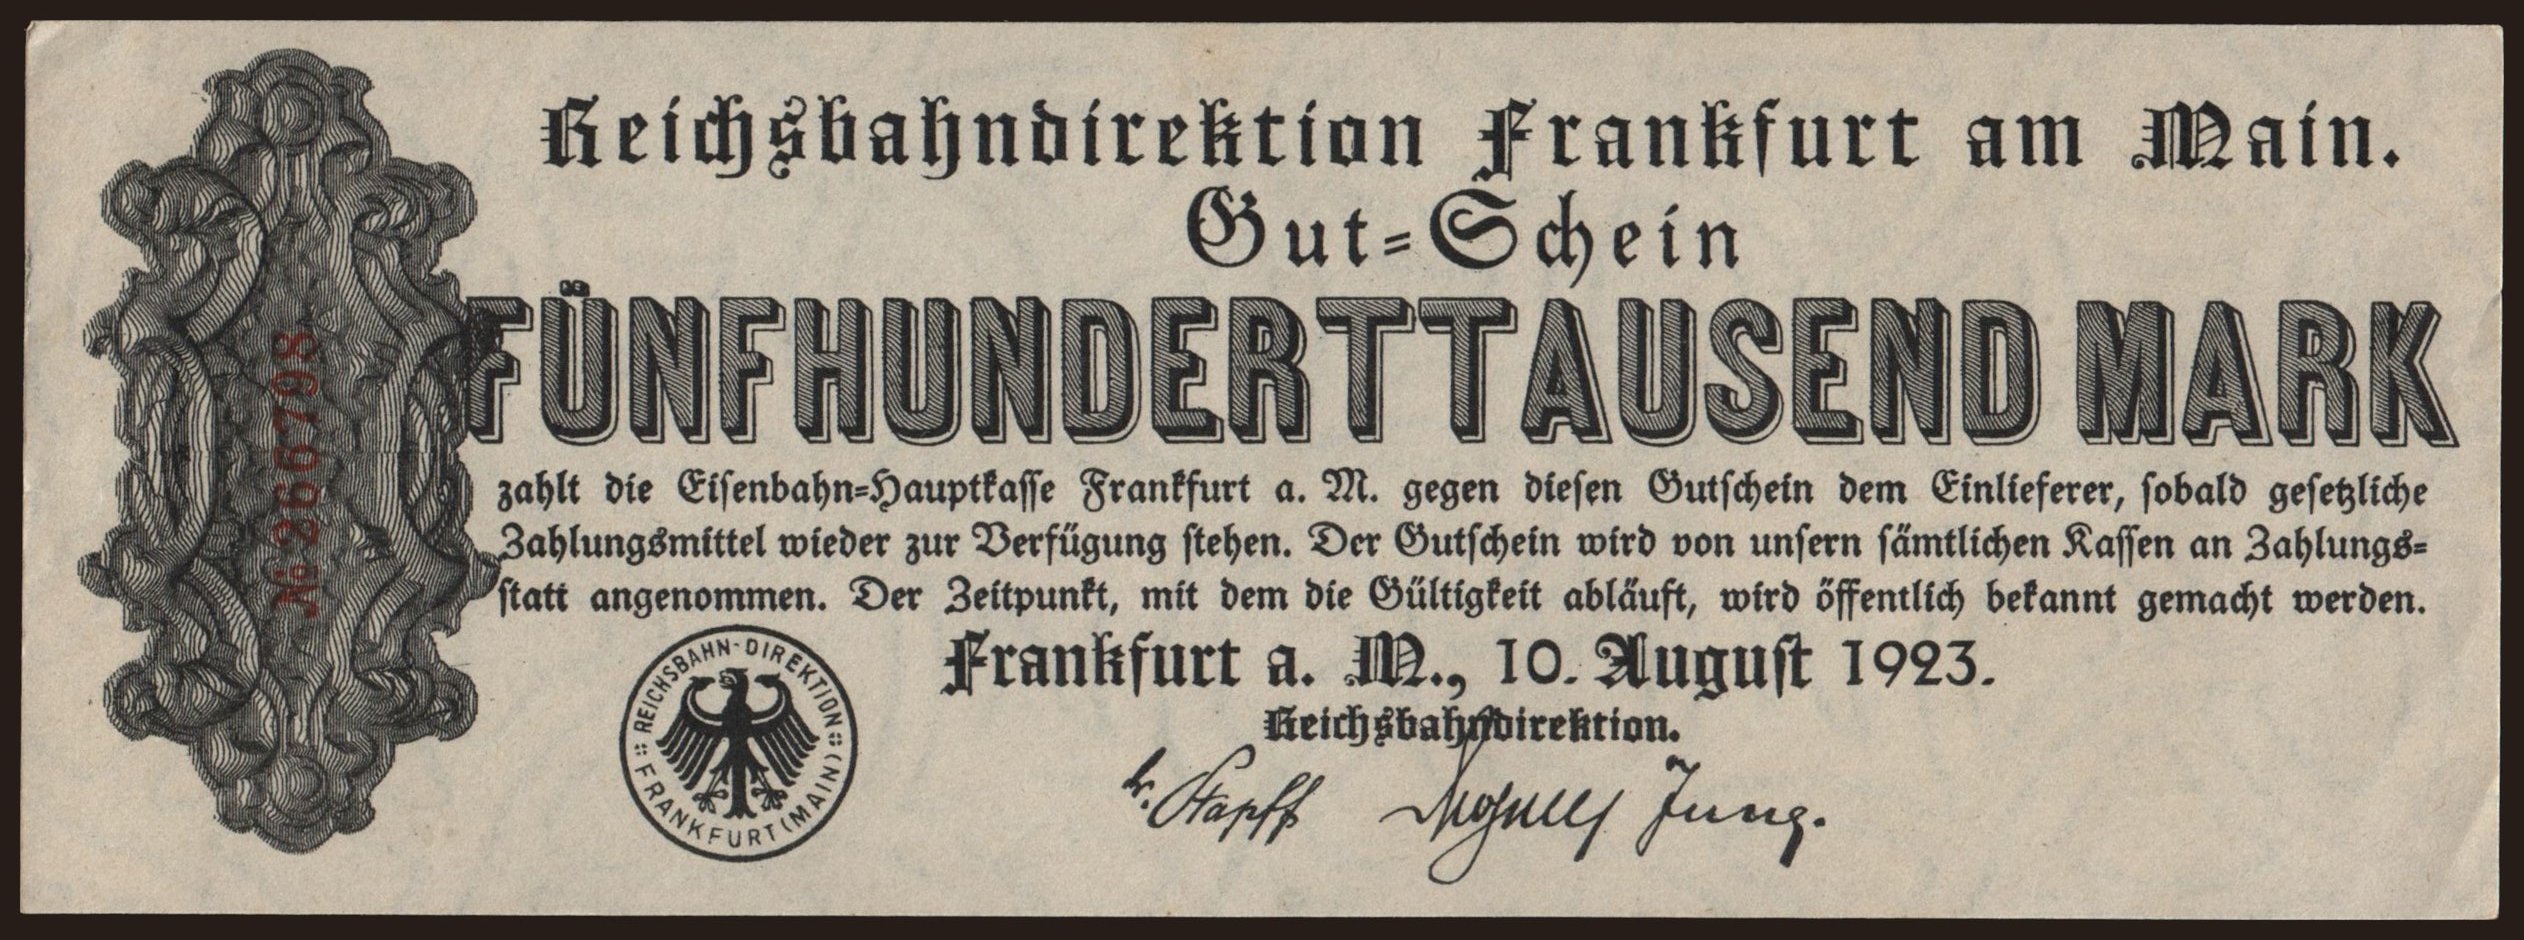 Reichsbahndirektion Frankfurt am Main.
Gut=Schein
FÜNFHUNDERTTAUSEND MARK
zahlt die Eisenbahn=Hauptkasse Frankfurt a. M. gegen diesen Gutschein dem Einlieferer, sobald gesetzliche
Zahlungsmittel wieder zur Verfügung stehen. Der Gutschein wird von unsern sämtlichen Kassen an Zahlungs=
statt angenommen. Der Zeitpunkt, mit dem die Gültigkeit abläuft, wird öffentlich bekannt gemacht werden.
Frankfurt a. M., 10. August 1923.
Reichsbahndirektion.
Stapff Jung.
№ 266798
REICHSBAHN-DIREKTION
FRANKFURT (MAIN)